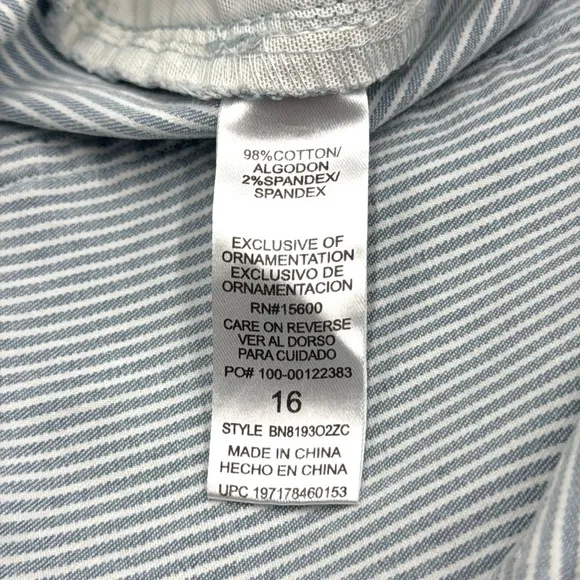 98%COTTON/
ALGODON
2%SPANDEX/
SPANDEX
EXCLUSIVE OF
ORNAMENTATION
EXCLUSIVO DE
ORNAMENTACION
RN#15600
CARE ON REVERSE
VER AL DORSO
PARA CUIDADO
PO# 100-00122383
16
STYLE BN8193O2ZC
MADE IN CHINA
HECHO EN CHINA
UPC 197178460153